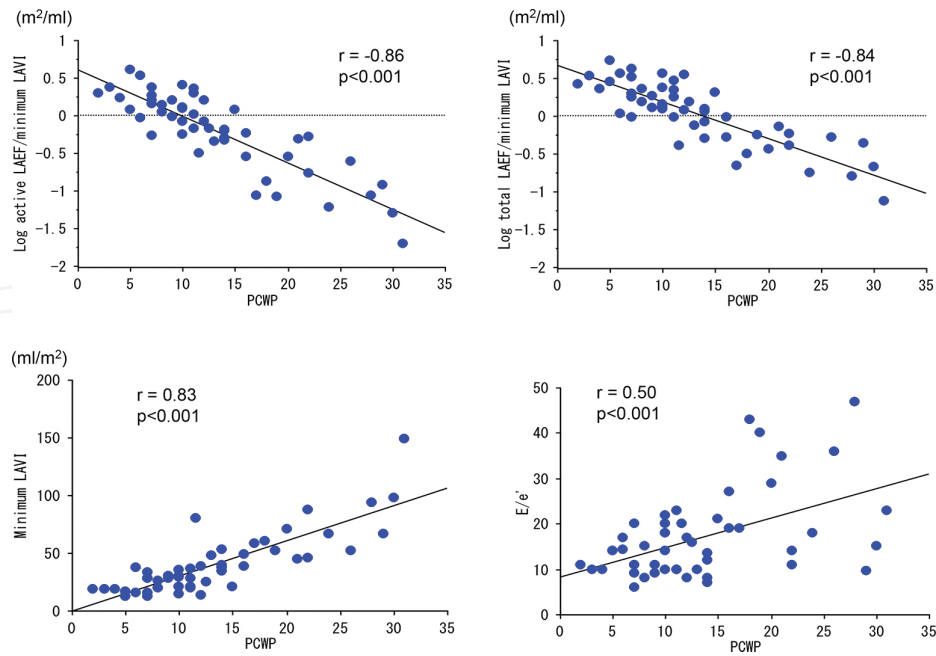 (m²/ml)
1
0.5
0
−0.5
−1
−1.5
−2
Log active LAEF/minimum LAVI
r = -0.86
p<0.001
0 5 10 15 20 25 30 35
PCWP
(m²/ml)
1
0.5
0
−0.5
−1
−1.5
−2
Log total LAEF/minimum LAVI
r = -0.84
p<0.001
0 5 10 15 20 25 30 35
PCWP
(ml/m²)
200
150
100
50
0
Minimum LAVI
r = 0.83
p<0.001
0 5 10 15 20 25 30 35
PCWP
50
40
30
20
10
0
E/e'
r = 0.50
p<0.001
0 5 10 15 20 25 30 35
PCWP